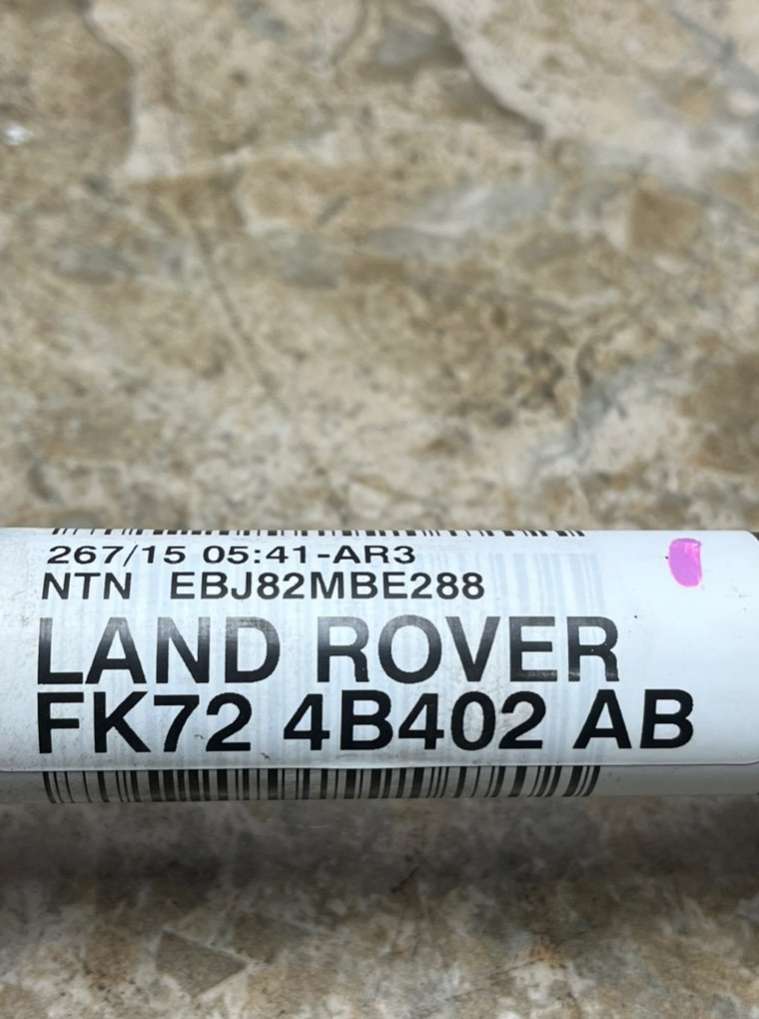 267/15 05:41-AR3
NTN EBJ82MBE288
LAND ROVER
FK72 4B402 AB